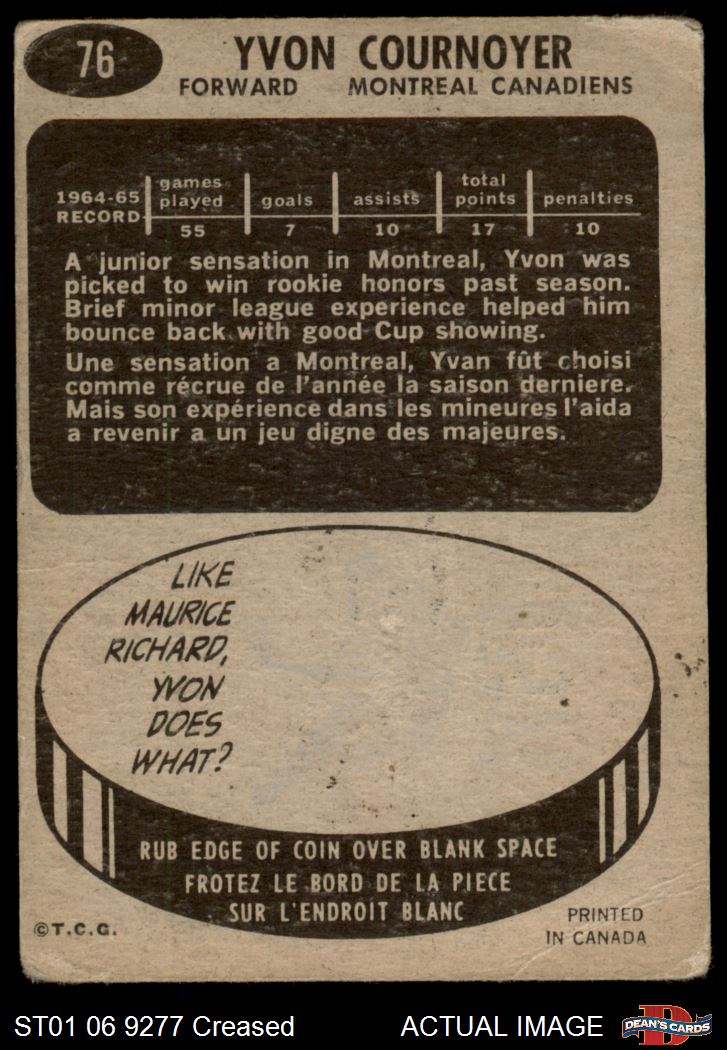 76
YVON COURNOYER
FORWARD MONTREAL CANADIENS
1964-65 RECORD
games played goals assists total points penalties
55 7 10 17 10
A junior sensation in Montreal, Yvon was
picked to win rookie honors past season.
Brief minor league experience helped him
bounce back with good Cup showing.
Une sensation a Montreal, Yvan fût choisi
comme récrue de l'année la saison derniere.
Mais son expérience dans les mineures l'aida
a revenir a un jeu digne des majeures.
LIKE
MAURICE
RICHARD,
YVON
DOES
WHAT?
RUB EDGE OF COIN OVER BLANK SPACE
FROTEZ LE BORD DE LA PIECE
SUR L'ENDROIT BLANC
©T.C.G.
PRINTED
IN CANADA
ST01 06 9277 Creased
ACTUAL IMAGE
DEAN'S CARDS